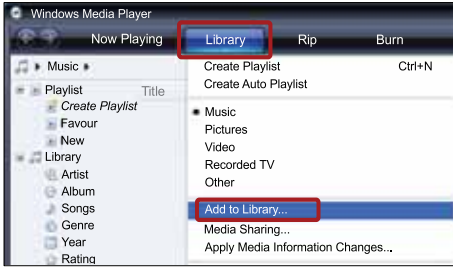 Windows Media Player
Now Playing Library Rip Burn
Music
Playlist Title
Create Playlist
Favour
New
Library
Artist
Album
Songs
Genre
Year
Rating
Create Playlist Ctrl+N
Create Auto Playlist
Music
Pictures
Video
Recorded TV
Other
Add to Library...
Media Sharing...
Apply Media Information Changes...